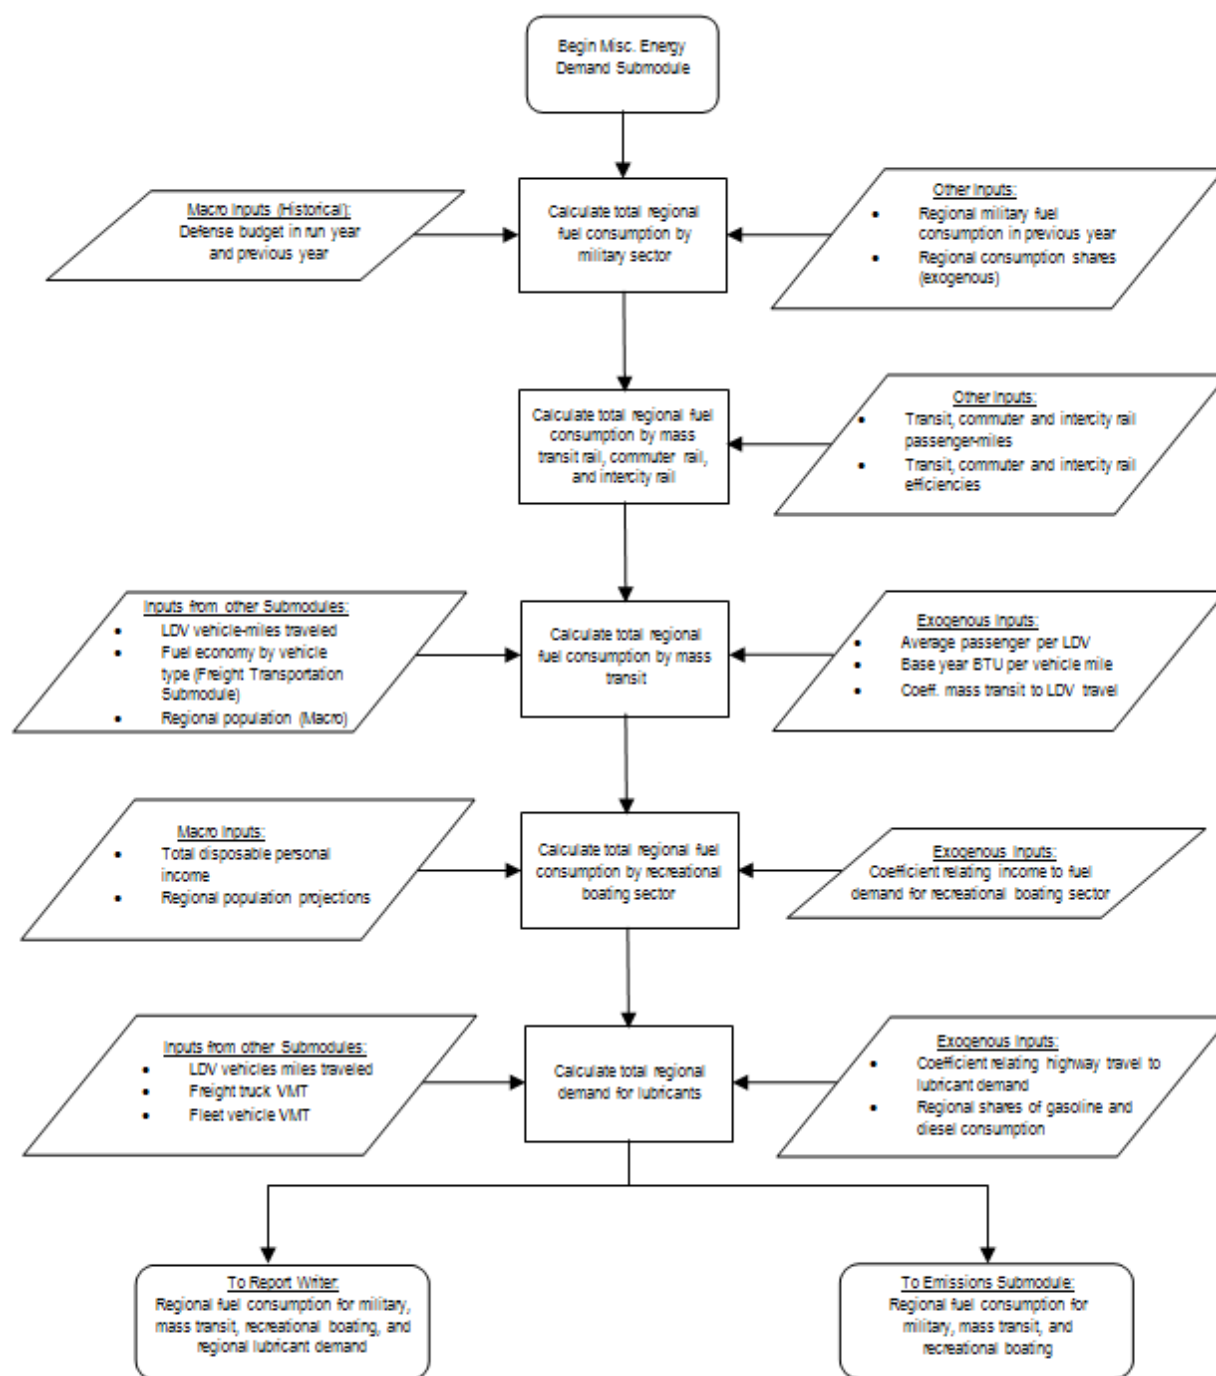 Begin Misc. Energy
Demand Submodule
Macro Inputs (Historical):
Defense budget in run year
and previous year
Calculate total regional
fuel consumption by
military sector
Other Inputs:
• Regional military fuel
consumption in previous year
• Regional consumption shares
(exogenous)
Calculate total regional fuel
consumption by mass
transit rail, commuter rail,
and intercity rail
Other Inputs:
• Transit, commuter and intercity rail
passenger-miles
• Transit, commuter and intercity rail
efficiencies
Inputs from other Submodules:
• LDV vehicle-miles traveled
• Fuel economy by vehicle
type (Freight Transportation
Submodule)
• Regional population (Macro)
Calculate total regional
fuel consumption by mass
transit
Exogenous Inputs:
• Average passenger per LDV
• Base year BTU per vehicle mile
• Coeff. mass transit to LDV travel
Macro Inputs:
• Total disposable personal
income
• Regional population projections
Calculate total regional fuel
consumption by recreational
boating sector
Exogenous Inputs:
Coefficient relating income to fuel
demand for recreational boating sector
Inputs from other Submodules:
• LDV vehicles miles traveled
• Freight truck VMT
• Fleet vehicle VMT
Calculate total regional
demand for lubricants
Exogenous Inputs:
• Coefficient relating highway travel to
lubricant demand
• Regional shares of gasoline and
diesel consumption
To Report Writer:
Regional fuel consumption for military,
mass transit, recreational boating, and
regional lubricant demand
To Emissions Submodule:
Regional fuel consumption for
military, mass transit, and
recreational boating